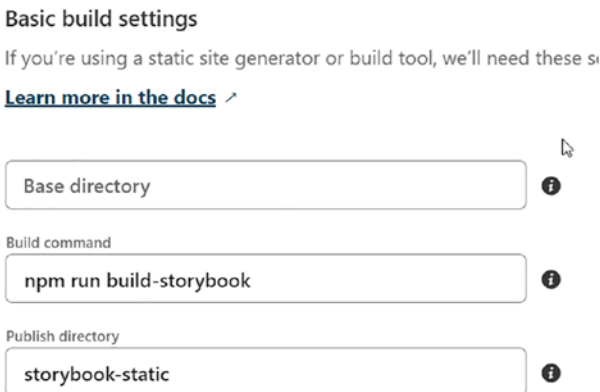 Basic build settings
If you're using a static site generator or build tool, we'll need these
Learn more in the docs ↗
Base directory
Build command
npm run build-storybook
Publish directory
storybook-static